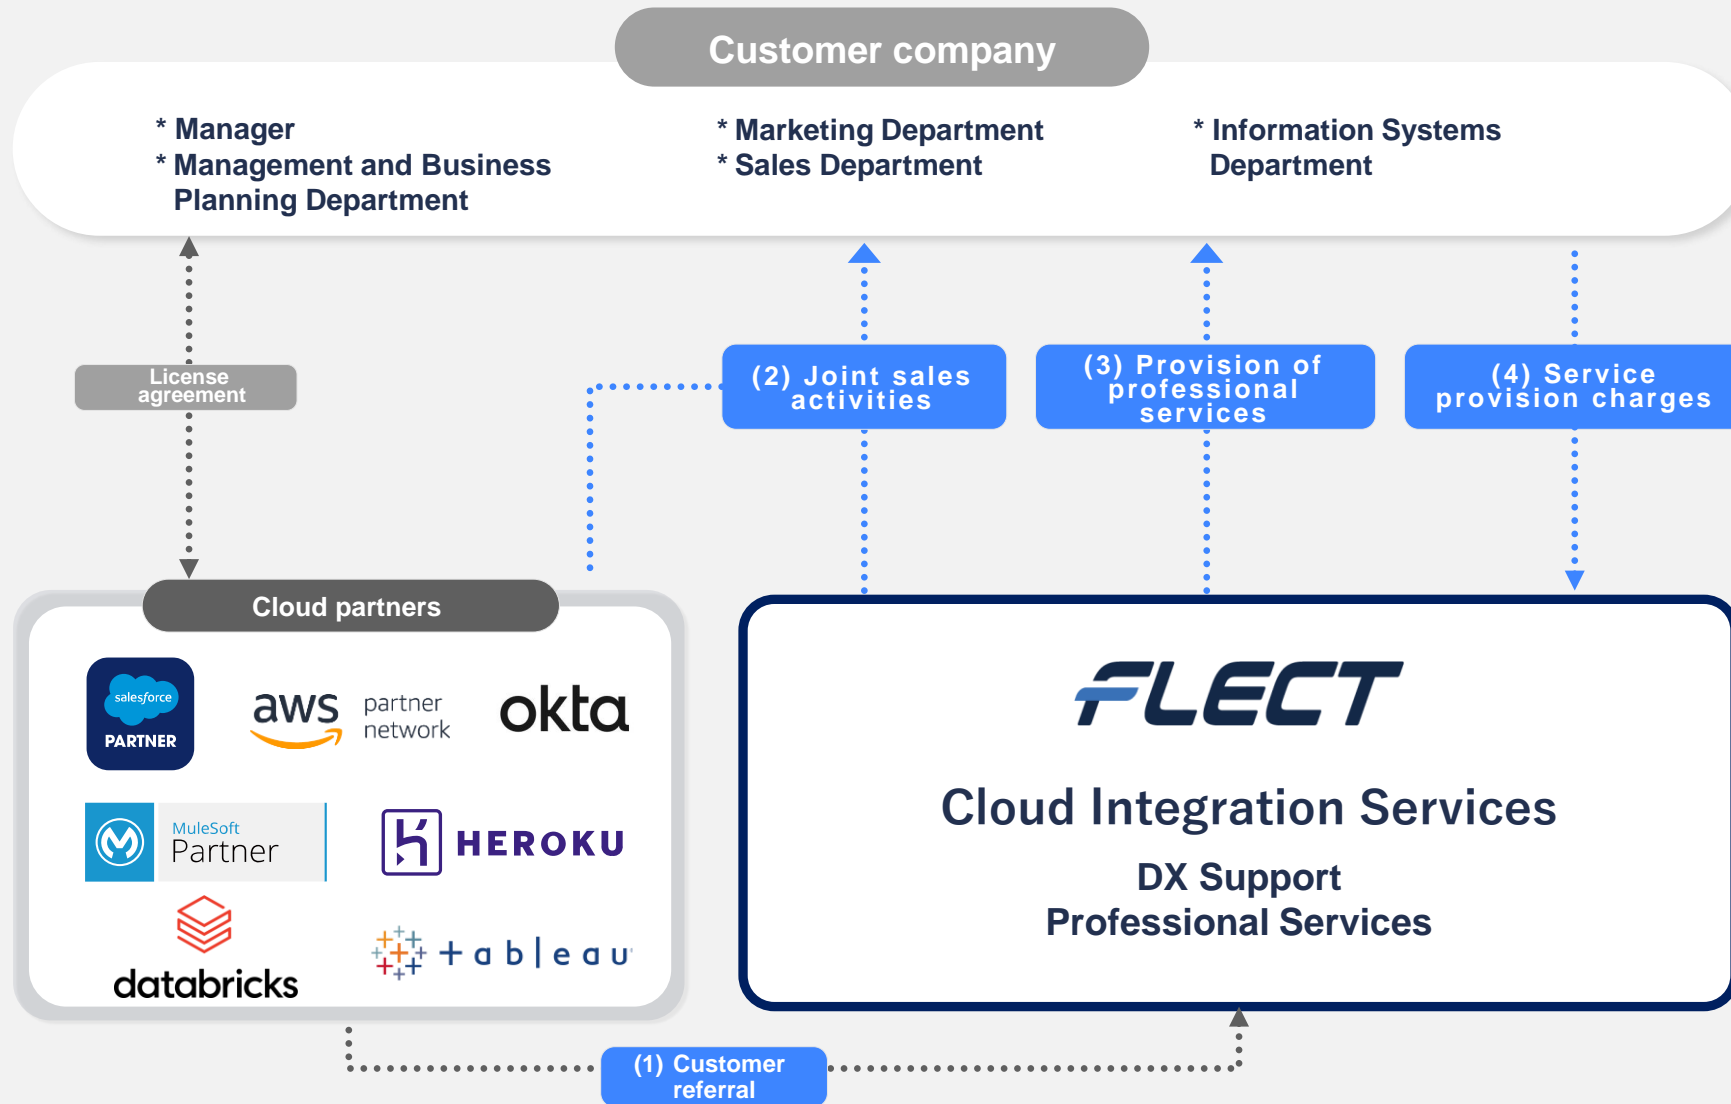 Customer company
* Manager
* Management and Business
Planning Department
* Marketing Department
* Sales Department
* Information Systems
Department
License
agreement
(2) Joint sales
activities
(3) Provision of
professional
services
(4) Service
provision charges
Cloud partners
salesforce
PARTNER
aws
partner
network
okta
MuleSoft
Partner
HEROKU
databricks
+ableau
FLECT
Cloud Integration Services
DX Support
Professional Services
(1) Customer
referral